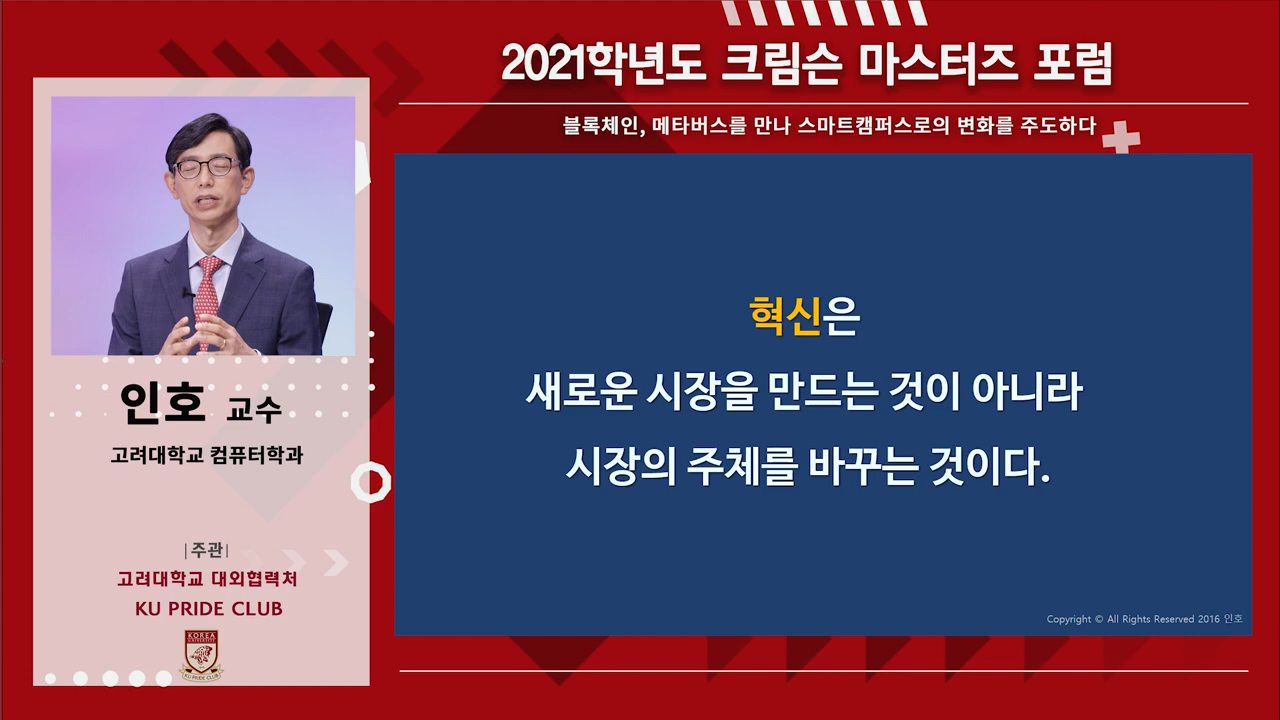 2021학년도 크림슨 마스터즈 포럼
블록체인, 메타버스를 만나 스마트캠퍼스로의 변화를 주도하다
혁신은
새로운 시장을 만드는 것이 아니라
시장의 주체를 바꾸는 것이다.
Copyright © All Rights Reserved 2016 인호
인호 교수
고려대학교 컴퓨터학과
|주관|
고려대학교 대외협력처
KU PRIDE CLUB
KOREA
UNIVERSITY
KU PRIDE CLUB